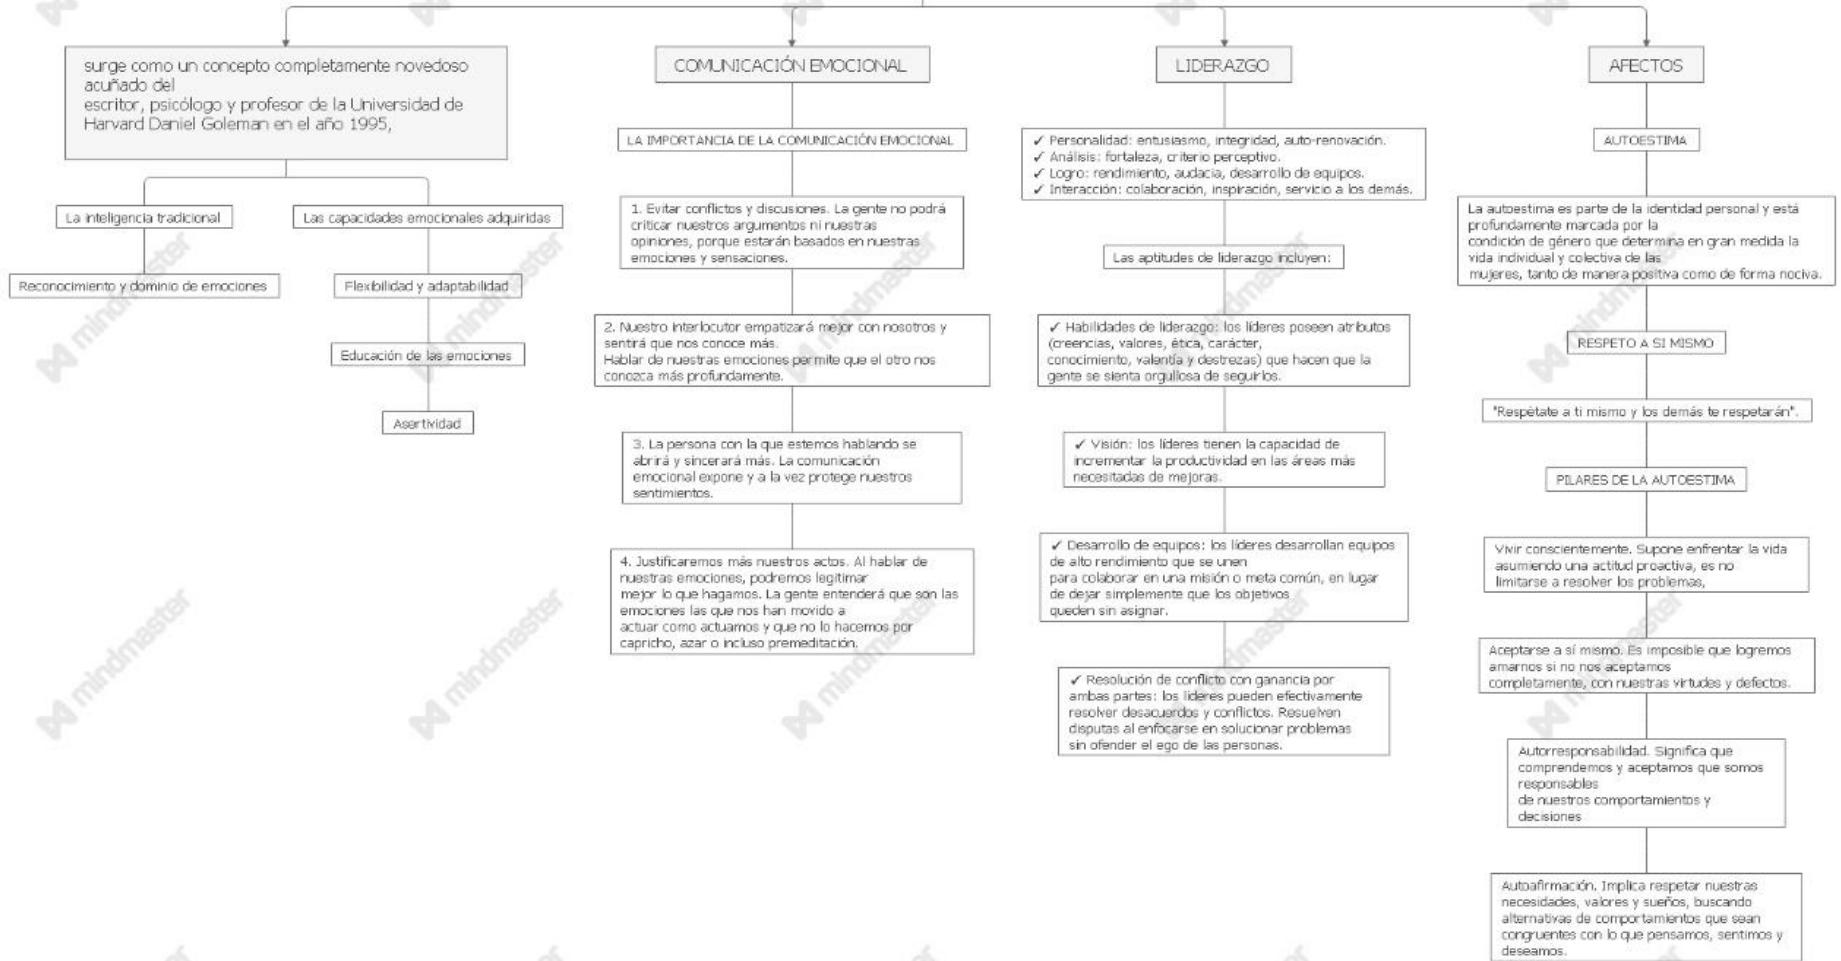 surge como un concepto completamente novedoso
acuñado del
escritor, psicólogo y profesor de la Universidad de
Harvard Daniel Goleman en el año 1995,
La inteligencia tradicional
Reconocimiento y dominio de emociones
Las capacidades emocionales adquiridas
Flexibilidad y adaptabilidad
Educación de las emociones
Asertividad
COMUNICACIÓN EMOCIONAL
LA IMPORTANCIA DE LA COMUNICACIÓN EMOCIONAL
1. Evitar conflictos y discusiones. La gente no podrá
criticar nuestros argumentos ni nuestras
opiniones, porque estarán basados en nuestras
emociones y sensaciones.
2. Nuestro interlocutor empatizará mejor con nosotros y
sentirá que nos conoce más.
Hablar de nuestras emociones permite que el otro nos
conozca más profundamente.
3. La persona con la que estemos hablando se
abrirá y sincerará más. La comunicación
emocional expone y a la vez protege nuestros
sentimientos.
4. Justificaremos más nuestros actos. Al hablar de
nuestras emociones, podremos legitimar
mejor lo que hagamos. La gente entenderá que son las
emociones las que nos han movido a
actuar como actuamos y que no lo hacemos por
capricho, azar o incluso premeditación.
LIDERAZGO
✓ Personalidad: entusiasmo, integridad, auto-renovación.
✓ Análisis: fortaleza, criterio perceptivo.
✓ Logro: rendimiento, audacia, desarrollo de equipos.
✓ Interacción: colaboración, inspiración, servicio a los demás.
Las aptitudes de liderazgo incluyen:
✓ Habilidades de liderazgo: los líderes poseen atributos
(creencias, valores, ética, carácter,
conocimiento, valentía y destrezas) que hacen que la
gente se sienta orgullosa de seguirlos.
✓ Visión: los líderes tienen la capacidad de
incrementar la productividad en las áreas más
necesitadas de mejoras.
✓ Desarrollo de equipos: los líderes desarrollan equipos
de alto rendimiento que se unen
para colaborar en una misión o meta común, en lugar
de dejar simplemente que los objetivos
queden sin asignar.
✓ Resolución de conflicto con ganancia por
ambas partes: los líderes pueden efectivamente
resolver desacuerdos y conflictos. Resuelven
disputas al enfocarse en solucionar problemas
sin ofender el ego de las personas.
AFECTOS
AUTOESTIMA
La autoestima es parte de la identidad personal y está
profundamente marcada por la
condición de género que determina en gran medida la
vida individual y colectiva de las
mujeres, tanto de manera positiva como de forma nociva.
RESPETO A SI MISMO
"Respétate a ti mismo y los demás te respetarán".
PILARES DE LA AUTOESTIMA
Vivir conscientemente. Supone enfrentar la vida
asumiendo una actitud proactiva, es no
limitarse a resolver los problemas,
Aceptarse a sí mismo. Es imposible que logremos
amarnos si no nos aceptamos
completamente, con nuestras virtudes y defectos.
Autorresponsabilidad. Significa que
comprendemos y aceptamos que somos
responsables
de nuestros comportamientos y
decisiones
Autoafirmación. Implica respetar nuestras
necesidades, valores y sueños, buscando
alternativas de comportamientos que sean
congruentes con lo que pensamos, sentimos y
deseamos.
mindmaster
mindmaster
mindmaster
mindmaster
mindmaster
mindmaster
mindmaster
mindmaster